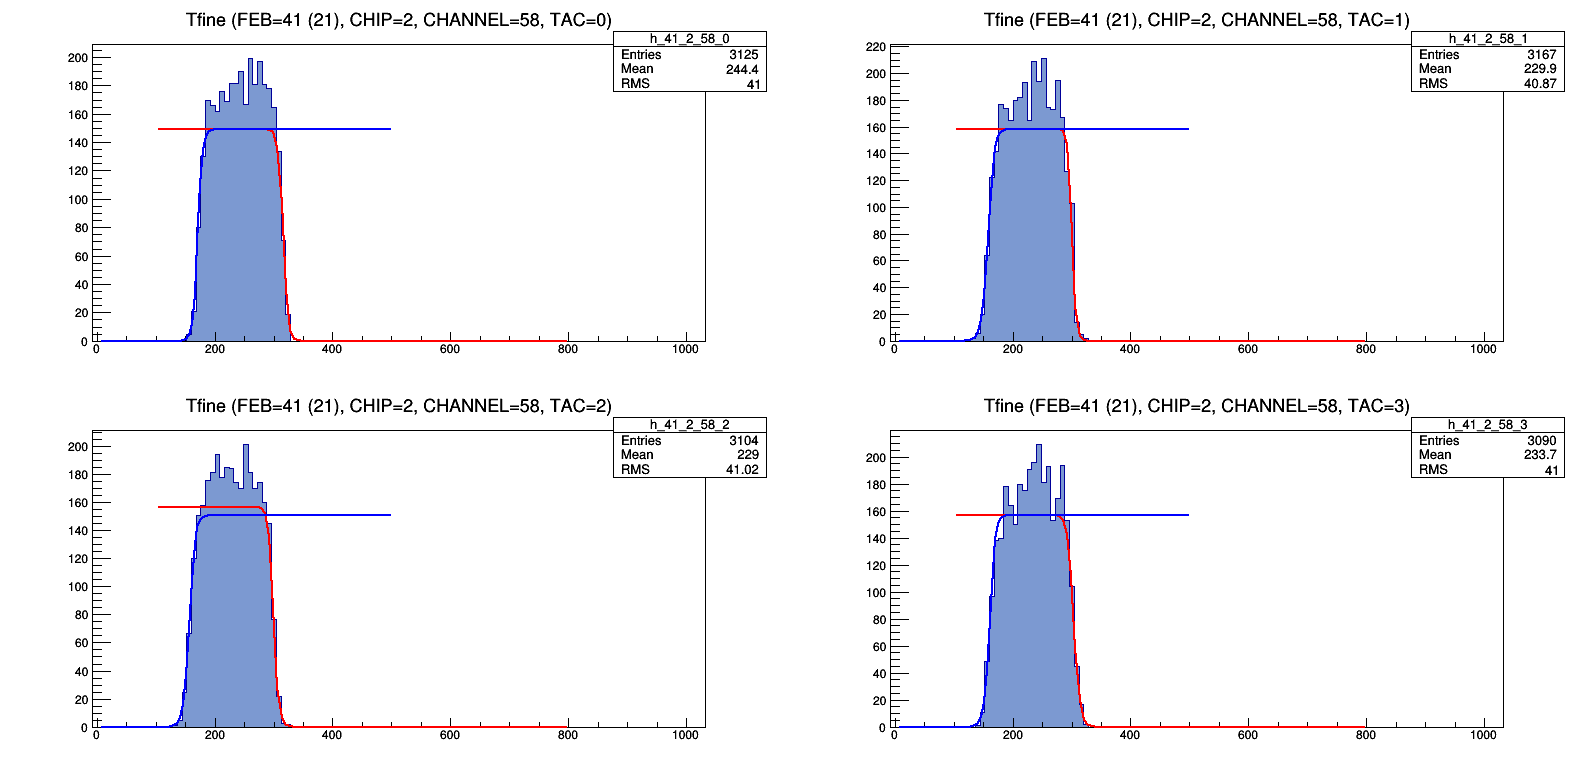 Tfine (FEB=41 (21), CHIP=2, CHANNEL=58, TAC=0)
h_41_2_58_0
Entries 3125
Mean 244.4
RMS 41
200
180
160
140
120
100
80
60
40
20
0
0 200 400 600 800 1000
Tfine (FEB=41 (21), CHIP=2, CHANNEL=58, TAC=1)
h_41_2_58_1
Entries 3167
Mean 229.9
RMS 40.87
220
200
180
160
140
120
100
80
60
40
20
0
0 200 400 600 800 1000
Tfine (FEB=41 (21), CHIP=2, CHANNEL=58, TAC=2)
h_41_2_58_2
Entries 3104
Mean 229
RMS 41.02
200
180
160
140
120
100
80
60
40
20
0
0 200 400 600 800 1000
Tfine (FEB=41 (21), CHIP=2, CHANNEL=58, TAC=3)
h_41_2_58_3
Entries 3090
Mean 233.7
RMS 41
200
180
160
140
120
100
80
60
40
20
0
0 200 400 600 800 1000